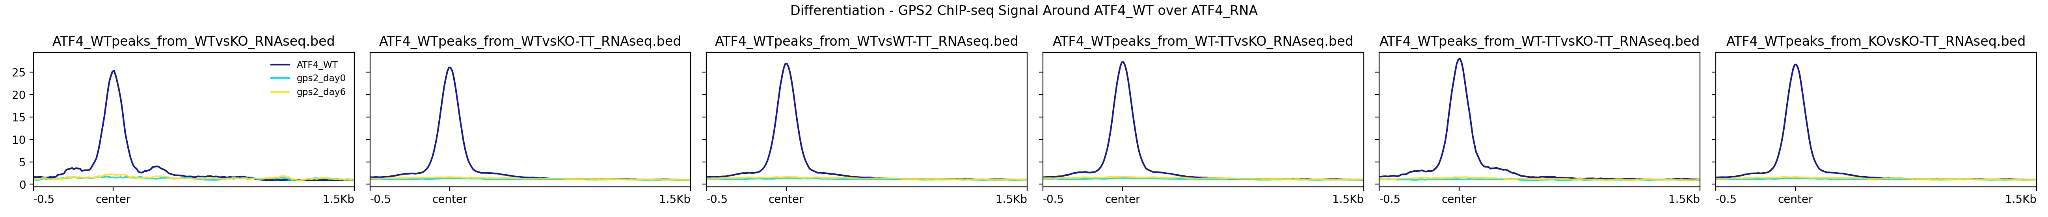 Differentiation - GPS2 ChIP-seq Signal Around ATF4_WT over ATF4_RNA
ATF4_WTpeaks_from_WTvsKO_RNAseq.bed
ATF4_WTpeaks_from_WTvsKO-TT_RNAseq.bed
ATF4_WTpeaks_from_WTvsWT-TT_RNAseq.bed
ATF4_WTpeaks_from_WT-TTvsKO_RNAseq.bed
ATF4_WTpeaks_from_WT-TTvsKO-TT_RNAseq.bed
ATF4_WTpeaks_from_KOvsKO-TT_RNAseq.bed
25
20
15
10
5
0
ATF4_WT
gps2_day0
gps2_day6
-0.5 center 1.5Kb
-0.5 center 1.5Kb
-0.5 center 1.5Kb
-0.5 center 1.5Kb
-0.5 center 1.5Kb
-0.5 center 1.5Kb